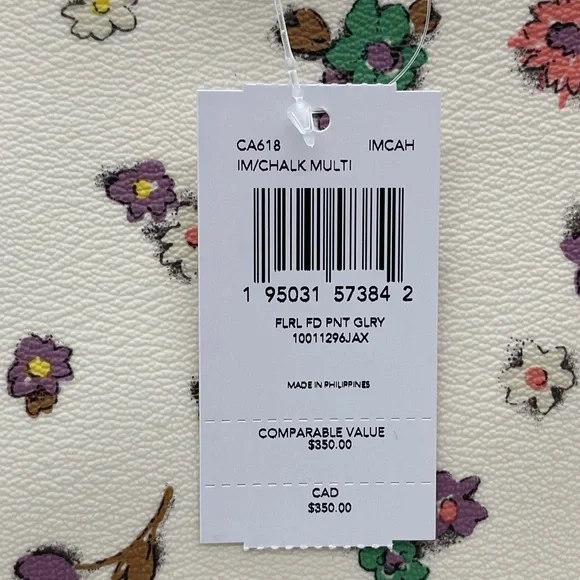 CA618 IMCAH
IM/CHALK MULTI
1 95031 57384 2
FLRL FD PNT GLRY
10011296JAX
MADE IN PHILIPPINES
COMPARABLE VALUE
$350.00
CAD
$350.00